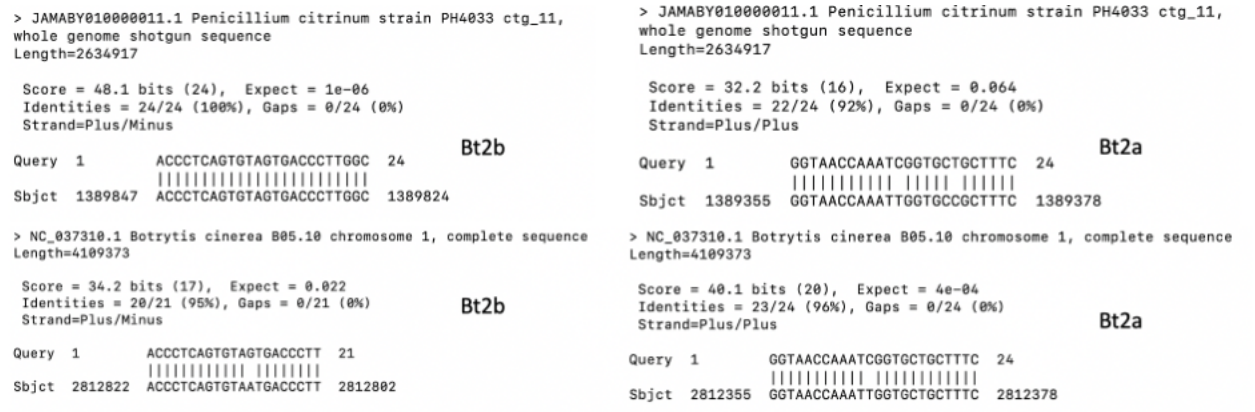 > JAMABY010000011.1 Penicillium citrinum strain PH4033 ctg_11,
whole genome shotgun sequence
Length=2634917
Score = 48.1 bits (24), Expect = 1e-06
Identities = 24/24 (100%), Gaps = 0/24 (0%)
Strand=Plus/Minus
Bt2b
Query 1 ACCCTCAGTGTAGTGACCCTTGGC 24
||||||||||||||||||||||||
Sbjct 1389847 ACCCTCAGTGTAGTGACCCTTGGC 1389824
> JAMABY010000011.1 Penicillium citrinum strain PH4033 ctg_11,
whole genome shotgun sequence
Length=2634917
Score = 32.2 bits (16), Expect = 0.064
Identities = 22/24 (92%), Gaps = 0/24 (0%)
Strand=Plus/Plus
Bt2a
Query 1 GGTAACCAAATCGGTGCTGCTTTC 24
||||||||||| ||||| ||||||
Sbjct 1389355 GGTAACCAAATTGGTGCCGCTTTC 1389378
> NC_037310.1 Botrytis cinerea B05.10 chromosome 1, complete sequence
Length=4109373
Score = 34.2 bits (17), Expect = 0.022
Identities = 20/21 (95%), Gaps = 0/21 (0%)
Strand=Plus/Minus
Bt2b
Query 1 ACCCTCAGTGTAGTGACCCTT 21
|||||||||||| ||||||||
Sbjct 2812822 ACCCTCAGTGTAATGACCCTT 2812802
> NC_037310.1 Botrytis cinerea B05.10 chromosome 1, complete sequence
Length=4109373
Score = 40.1 bits (20), Expect = 4e-04
Identities = 23/24 (96%), Gaps = 0/24 (0%)
Strand=Plus/Plus
Bt2a
Query 1 GGTAACCAAATCGGTGCTGCTTTC 24
||||||||||| ||||||||||||
Sbjct 2812355 GGTAACCAAATTGGTGCTGCTTTC 2812378